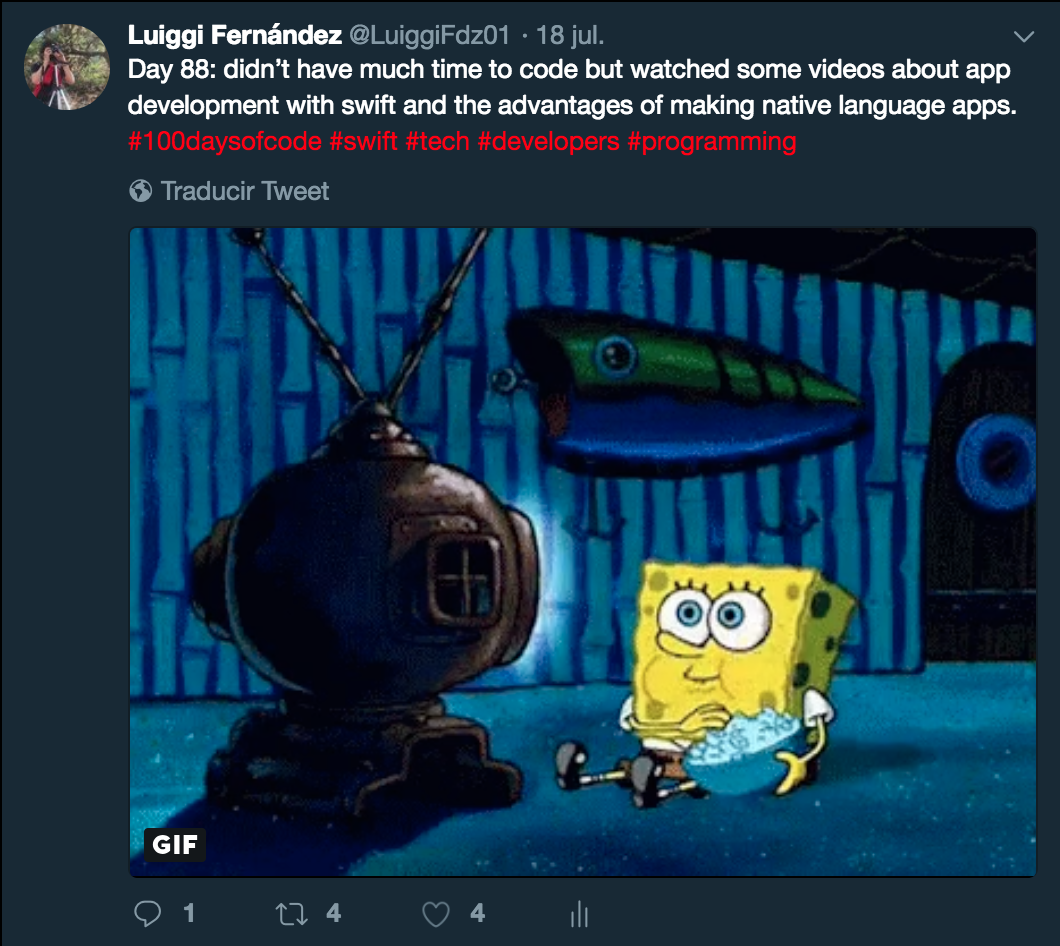 Luiggi Fernández @LuiggiFdz01 · 18 jul.
Day 88: didn’t have much time to code but watched some videos about app
development with swift and the advantages of making native language apps.
#100daysofcode #swift #tech #developers #programming
Traducir Tweet
GIF
1 4 4